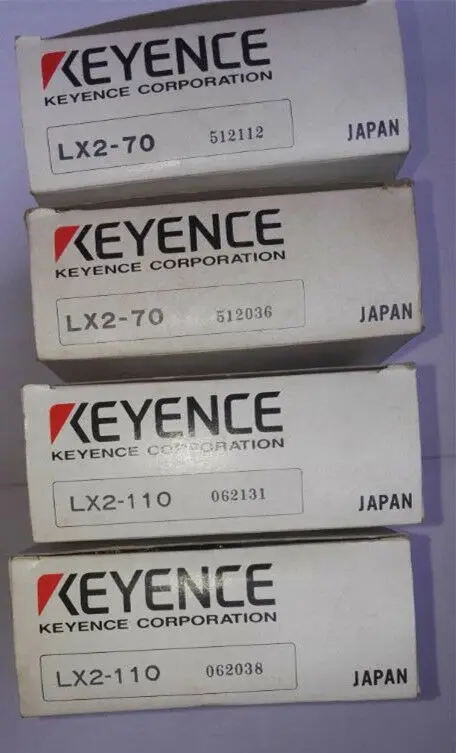 KEYENCE
KEYENCE CORPORATION
LX2-70 512112 JAPAN
KEYENCE
KEYENCE CORPORATION
LX2-70 512036 JAPAN
KEYENCE
KEYENCE CORPORATION
LX2-110 062131 JAPAN
KEYENCE
KEYENCE CORPORATION
LX2-110 062038 JAPAN